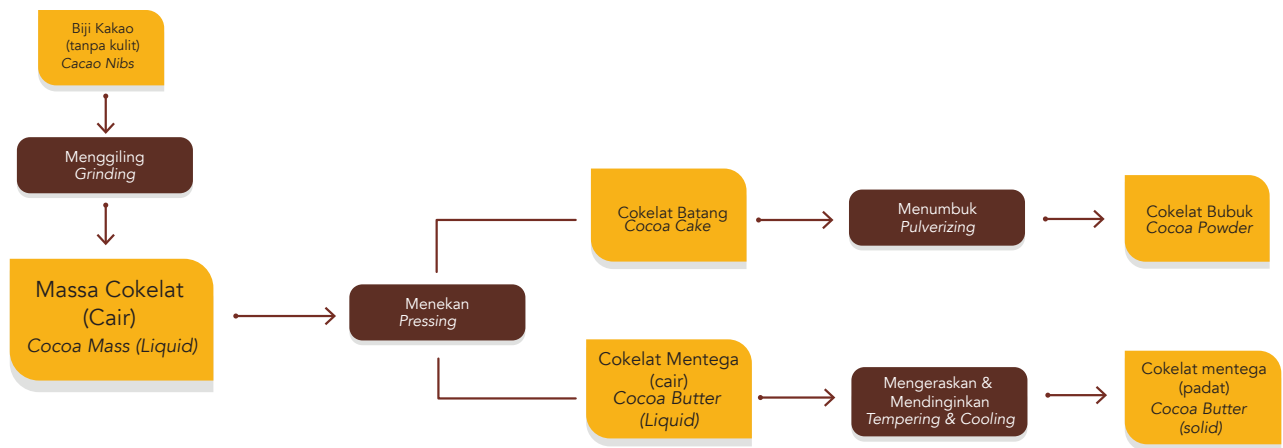 Biji Kakao
(tanpa kulit)
Cacao Nibs
Menggiling
Grinding
Massa Cokelat
(Cair)
Cocoa Mass (Liquid)
Menekan
Pressing
Cokelat Batang
Cocoa Cake
Menumbuk
Pulverizing
Cokelat Bubuk
Cocoa Powder
Cokelat Mentega
(cair)
Cocoa Butter
(Liquid)
Mengeraskan &
Mendinginkan
Tempering & Cooling
Cokelat mentega
(padat)
Cocoa Butter
(solid)